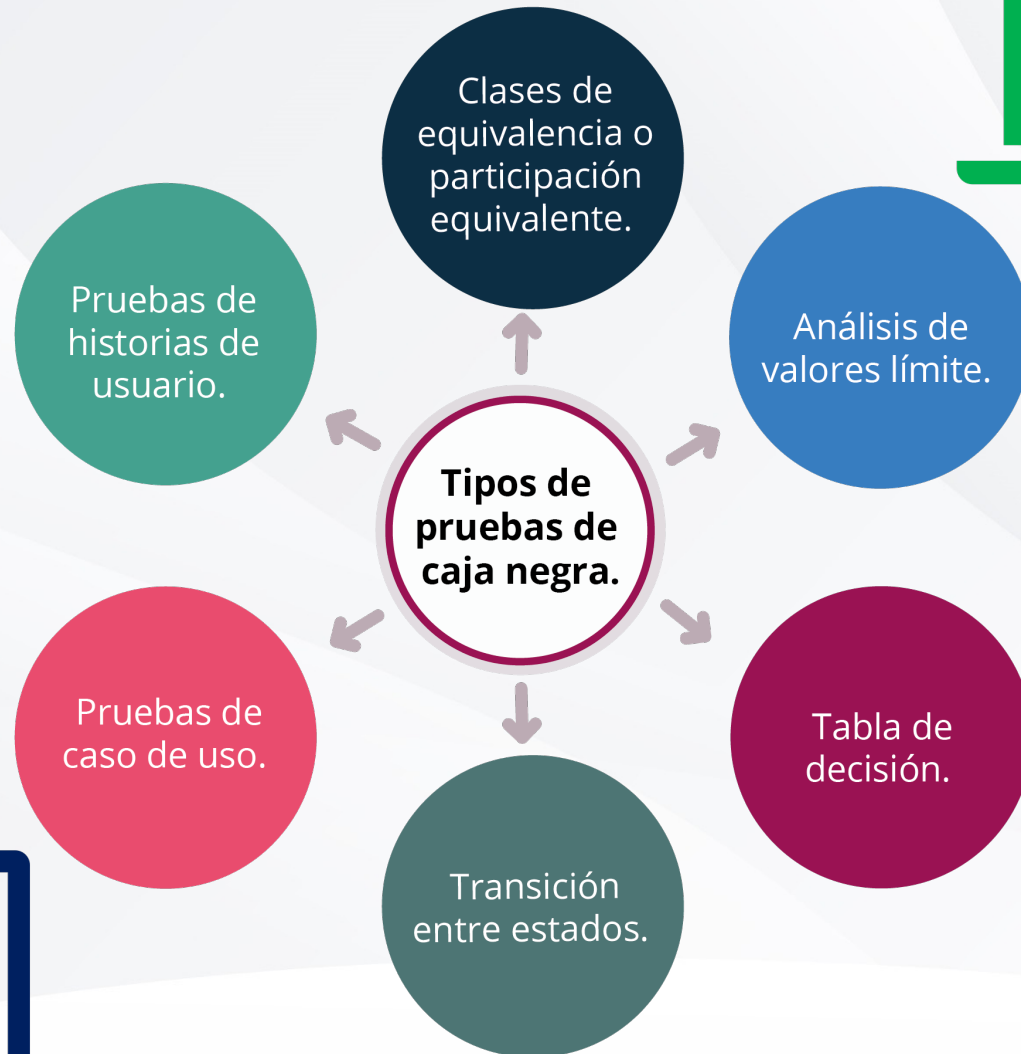 Clases de
equivalencia o
participación
equivalente.
Pruebas de
historias de
usuario.
Análisis de
valores límite.
Tipos de
pruebas de
caja negra.
Pruebas de
caso de uso.
Tabla de
decisión.
Transición
entre estados.